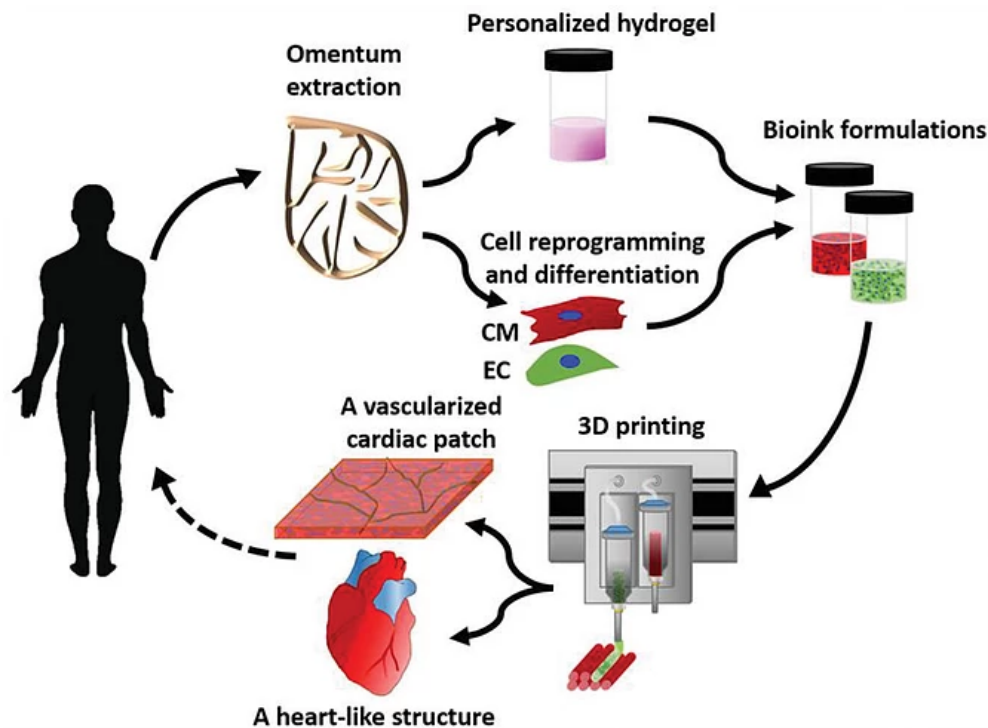 Personalized hydrogel
Omentum
extraction
Bioink formulations
Cell reprogramming
and differentiation
CM
EC
A vascularized
cardiac patch
3D printing
A heart-like structure